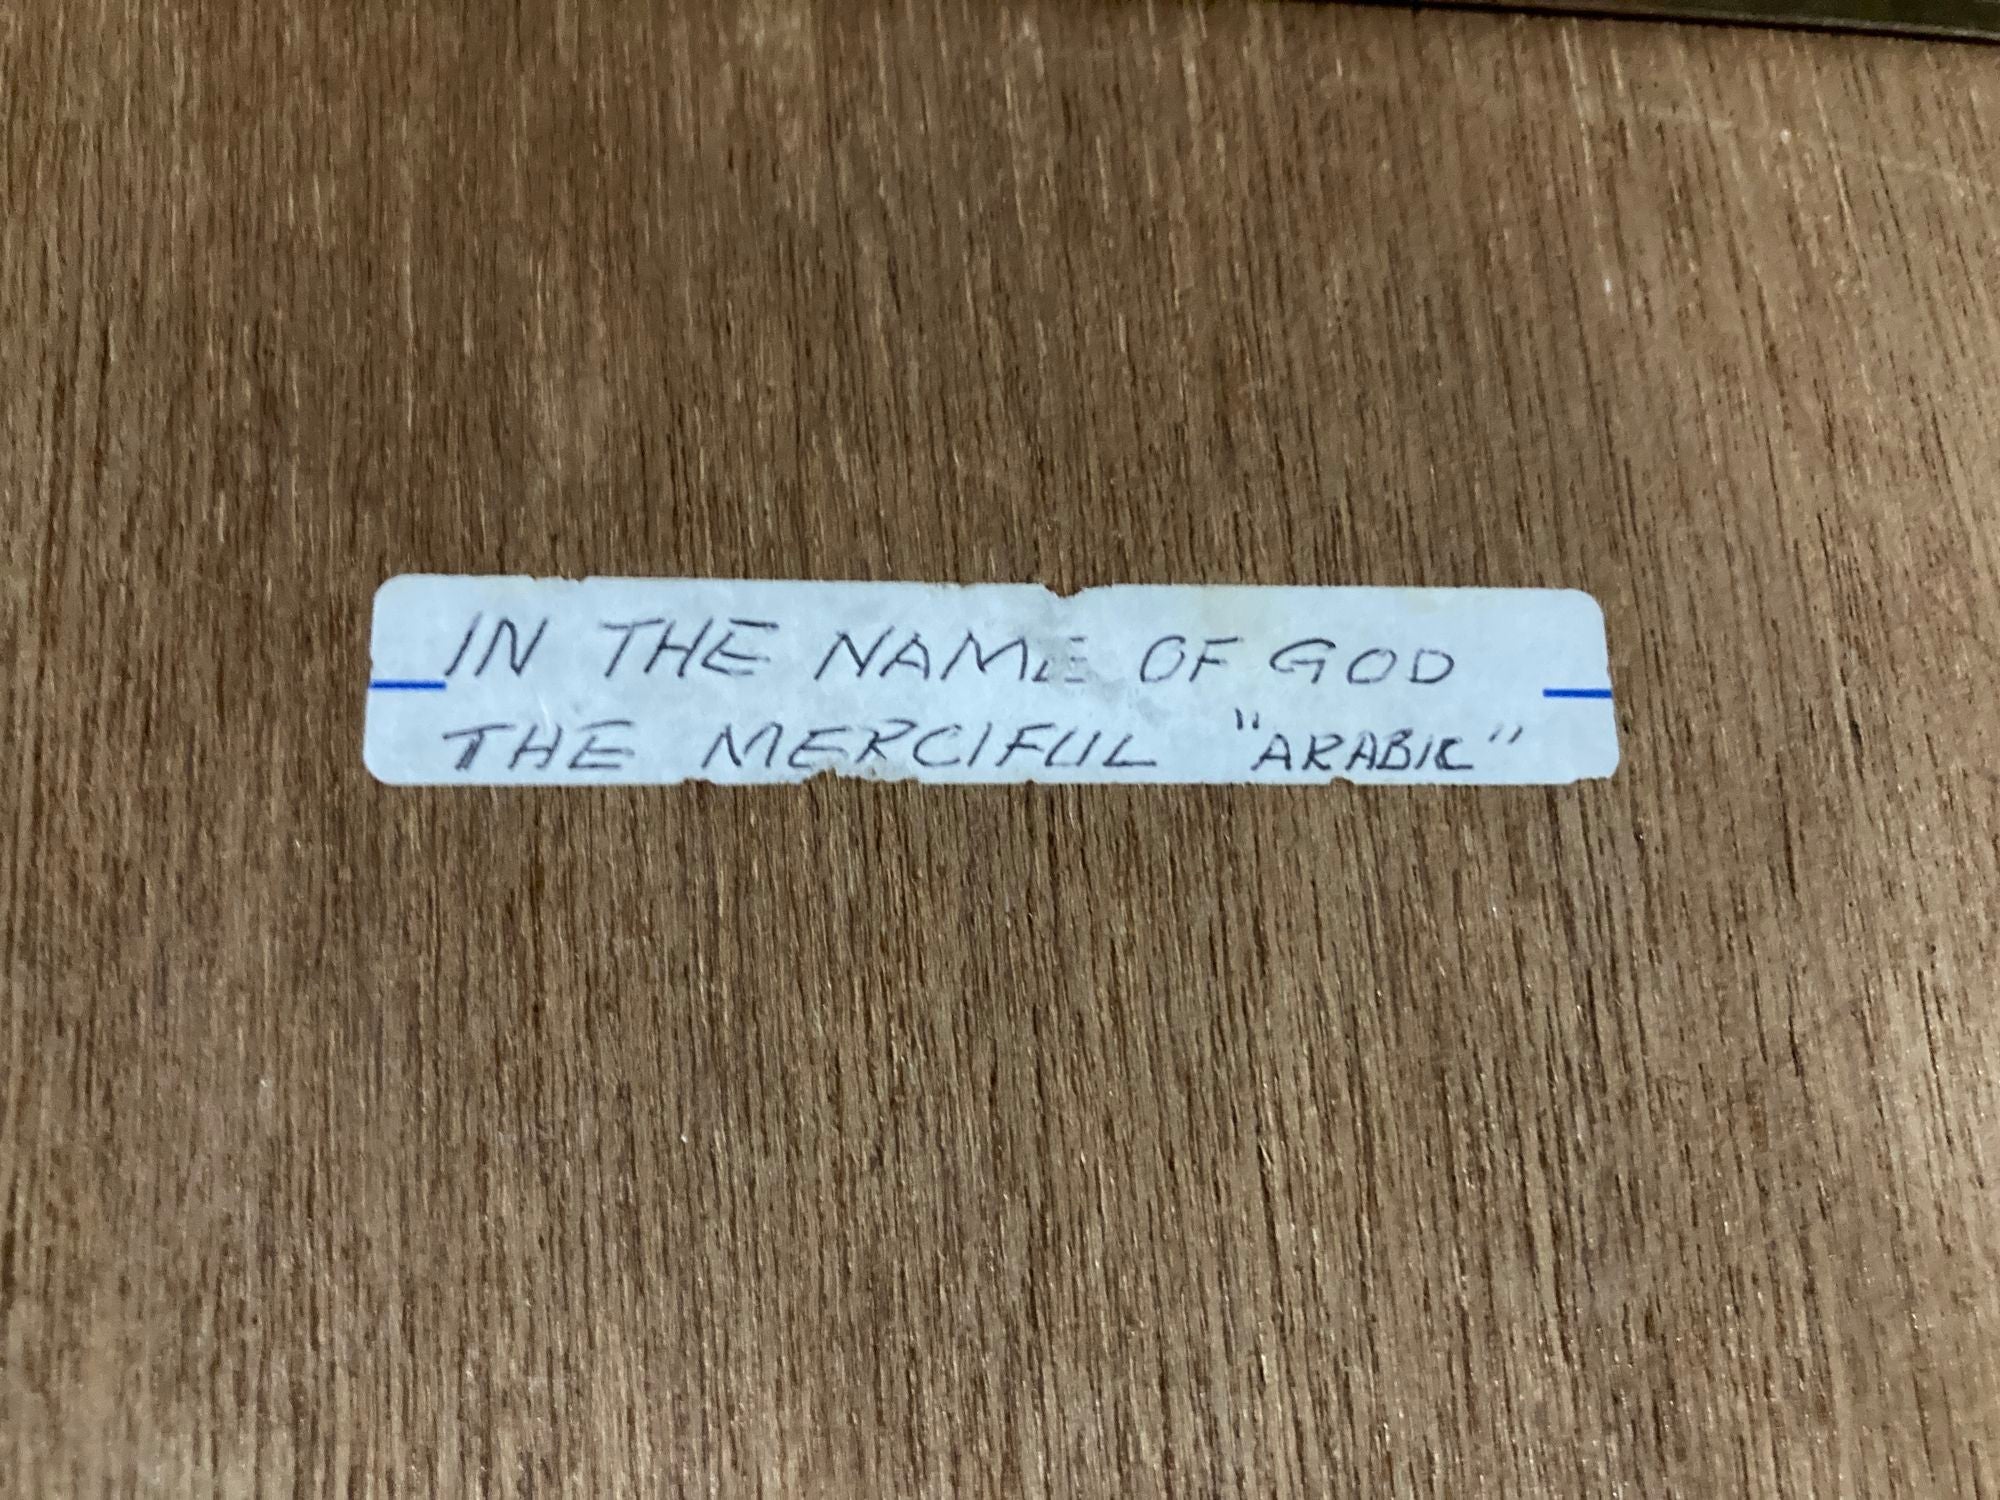 IN THE NAME OF GOD
THE MERCIFUL "ARABIC"